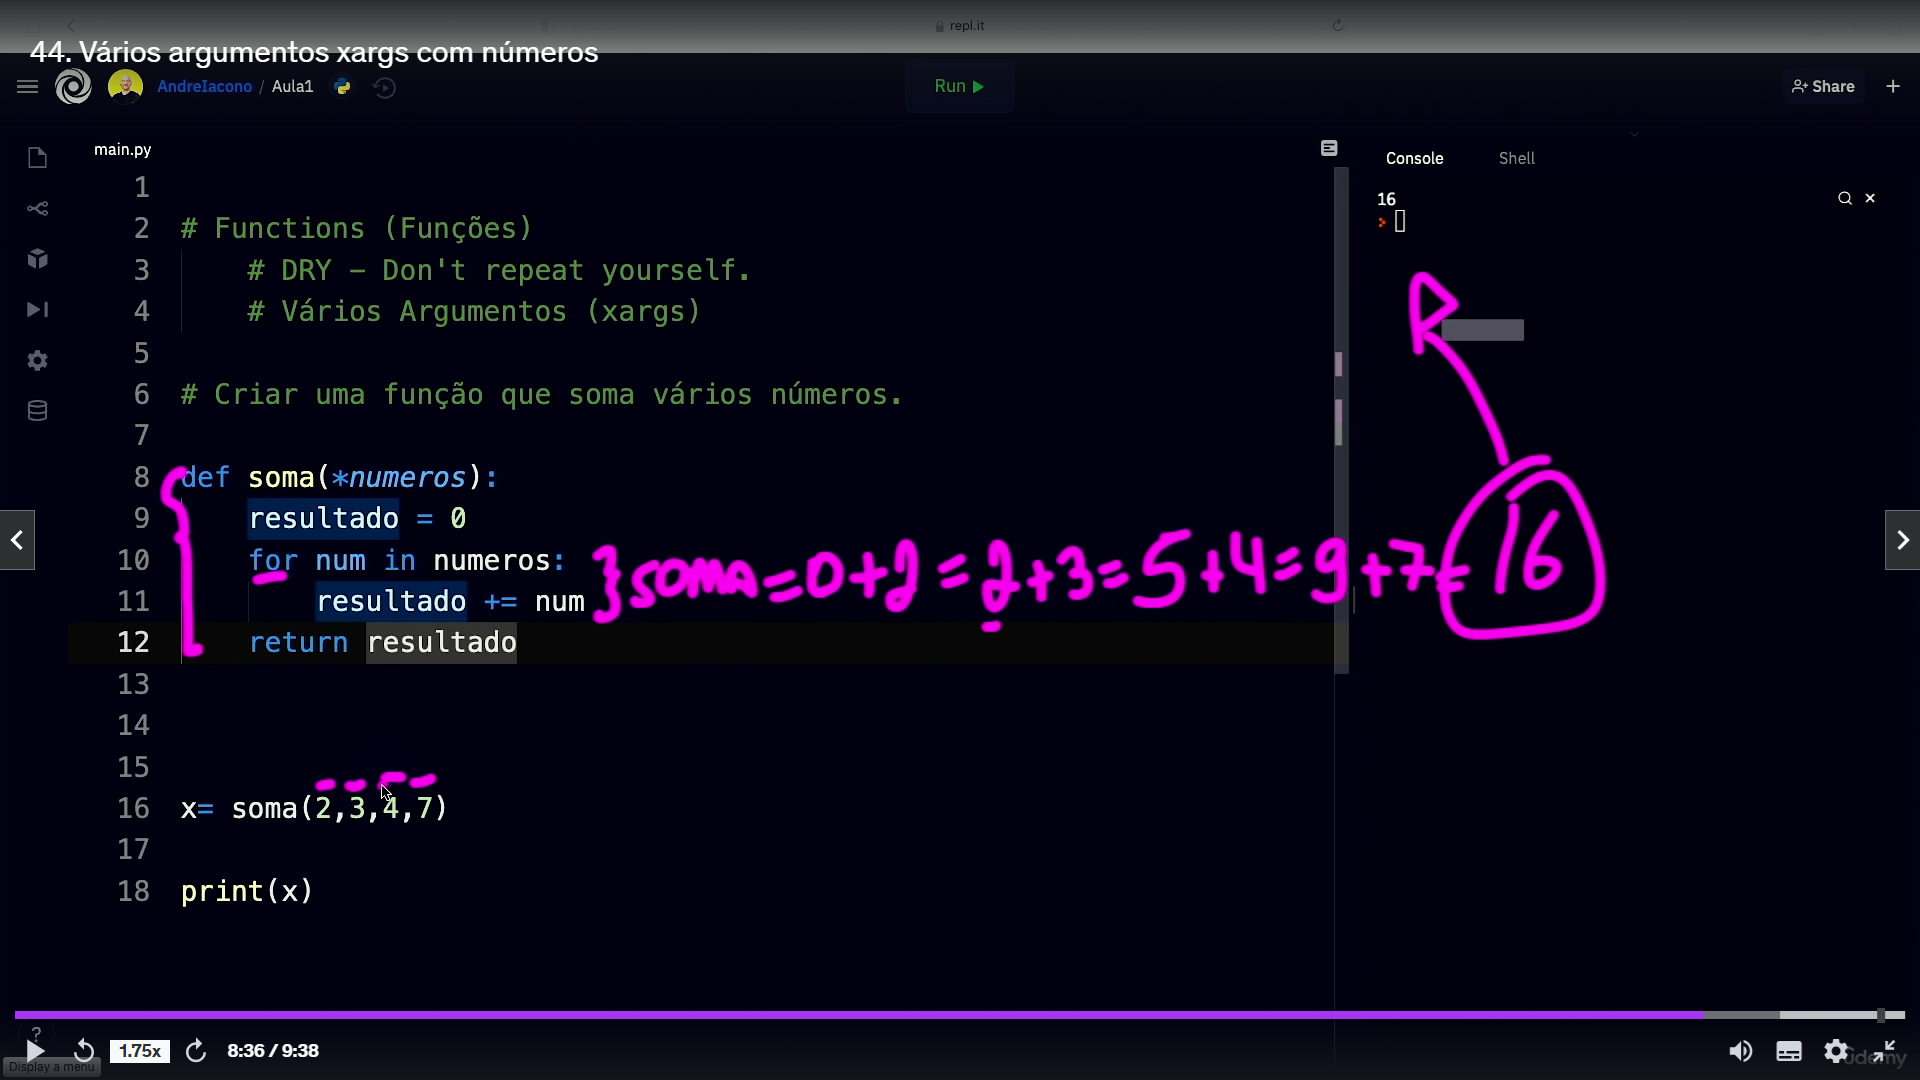 repl.it
44. Vários argumentos xargs com números
AndreIacono / Aula1
Run
Share
main.py
Console
Shell
1
2 # Functions (Funções)
3 # DRY – Don't repeat yourself.
4 # Vários Argumentos (xargs)
5
6 # Criar uma função que soma vários números.
7
8 def soma(*numeros):
9 resultado = 0
10 for num in numeros:
11 resultado += num
12 return resultado
13
14
15
16 x= soma(2,3,4,7)
17
18 print(x)
16
} soma=0+2=2+3=5+4=9+7=16
?
1.75x
8:36 / 9:38
Display a menu
udemy